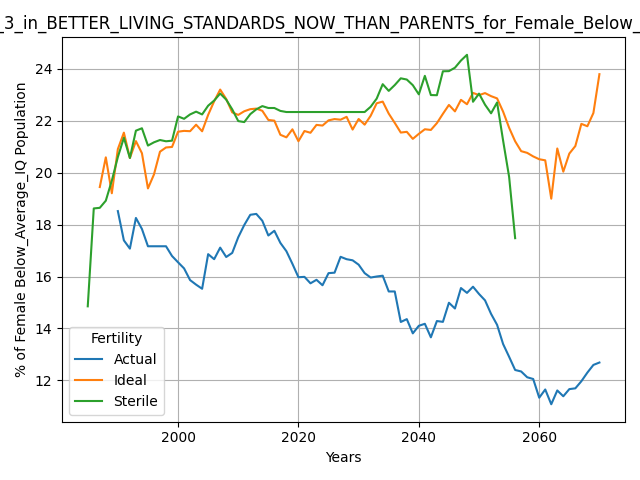 _3_in_BETTER_LIVING_STANDARDS_NOW_THAN_PARENTS_for_Female_Below_
% of Female Below_Average_IQ Population
24
22
20
18
16
14
12
Fertility
Actual
Ideal
Sterile
2000
2020
2040
2060
Years